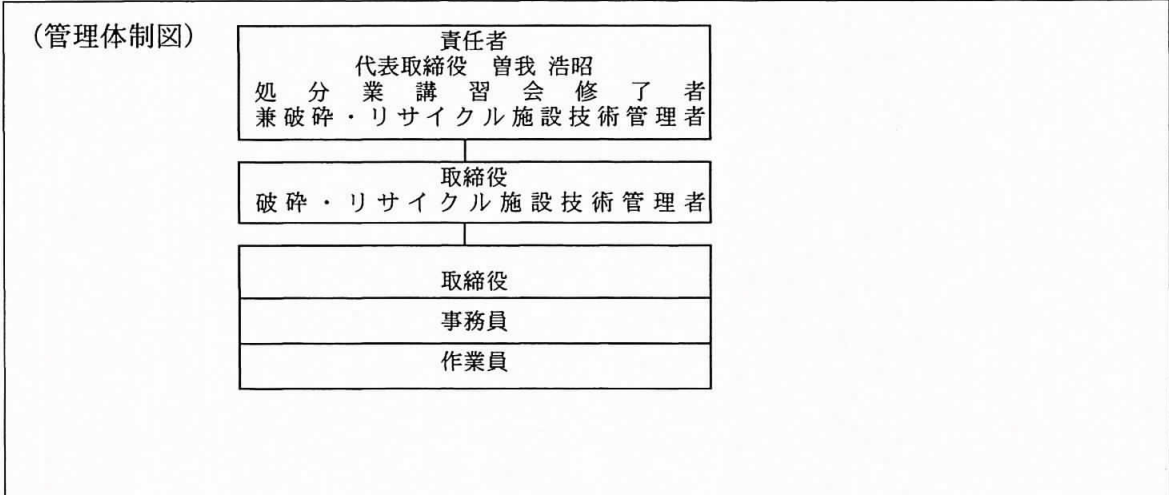 (管理体制図)
責任者
代表取締役 曽我 浩昭
処分業講習会修了者
兼破砕・リサイクル施設技術管理者
取締役
破砕・リサイクル施設技術管理者
取締役
事務員
作業員